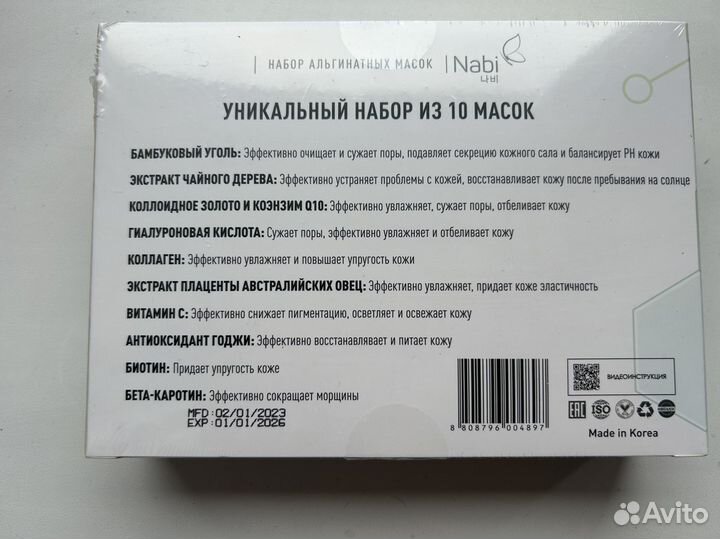 НАБОР АЛЬГИНАТНЫХ МАСОК
Nabi
나비
УНИКАЛЬНЫЙ НАБОР ИЗ 10 МАСОК
БАМБУКОВЫЙ УГОЛЬ: Эффективно очищает и сужает поры, подавляет секрецию кожного сала и балансирует PH кожи
ЭКСТРАКТ ЧАЙНОГО ДЕРЕВА: Эффективно устраняет проблемы с кожей, восстанавливает кожу после пребывания на солнце
КОЛЛОИДНОЕ ЗОЛОТО И КОЭНЗИМ Q10: Эффективно увлажняет, сужает поры, отбеливает кожу
ГИАЛУРОНОВАЯ КИСЛОТА: Сужает поры, эффективно увлажняет и отбеливает кожу
КОЛЛАГЕН: Эффективно увлажняет и повышает упругость кожи
ЭКСТРАКТ ПЛАЦЕНТЫ АВСТРАЛИЙСКИХ ОВЕЦ: Эффективно увлажняет, придает коже эластичность
ВИТАМИН С: Эффективно снижает пигментацию, осветляет и освежает кожу
АНТИОКСИДАНТ ГОДЖИ: Эффективно восстанавливает и питает кожу
БИОТИН: Придает упругость коже
БЕТА-КАРОТИН: Эффективно сокращает морщины
MFD:02/01/2023
EXP:01/01/2026
8 808796 004897
ВИДЕОИНСТРУКЦИЯ
EAC ISO
Made in Korea
Avito